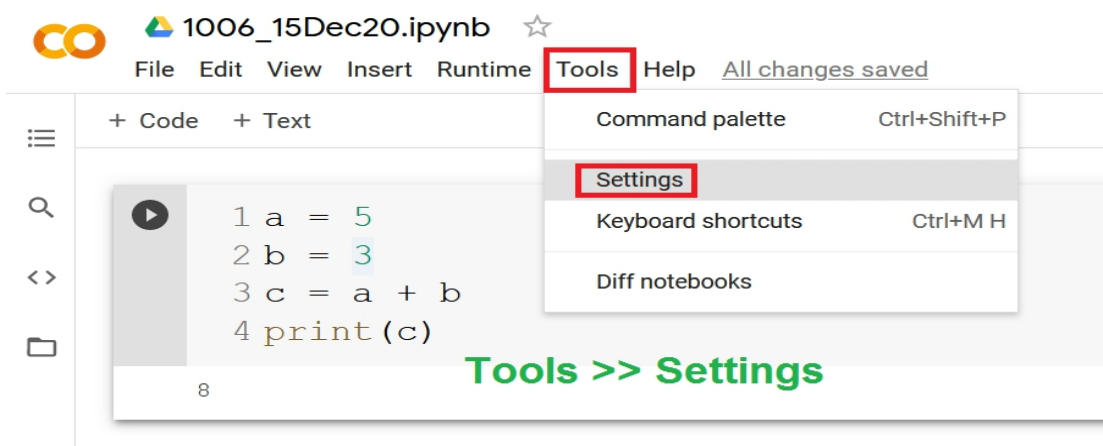 1006_15Dec20.ipynb
File Edit View Insert Runtime Tools Help All changes saved
+ Code + Text
Command palette Ctrl+Shift+P
Settings
Keyboard shortcuts Ctrl+M H
Diff notebooks
1 a = 5
2 b = 3
3 c = a + b
4 print(c)
Tools >> Settings
8